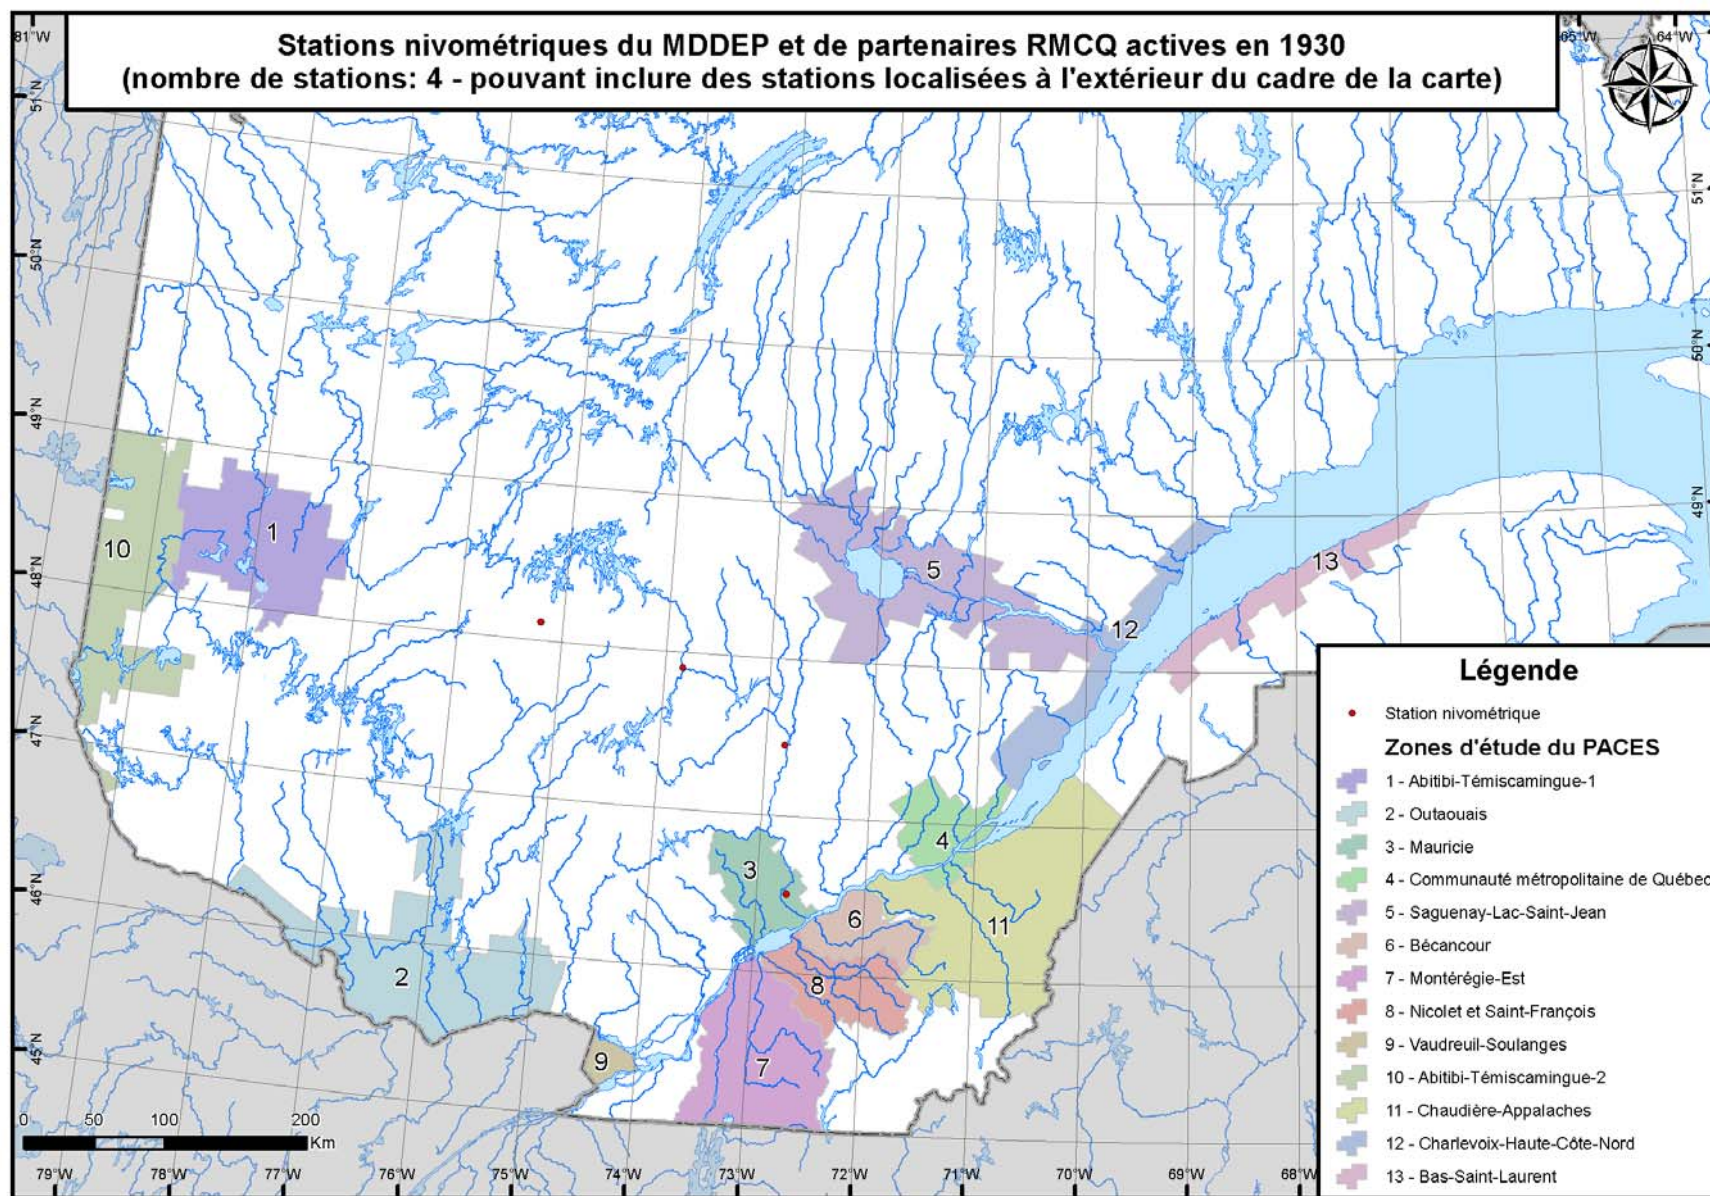 Stations nivométriques du MDDEP et de partenaires RMCQ actives en 1930
(nombre de stations: 4 - pouvant inclure des stations localisées à l'extérieur du cadre de la carte)
81°W
65°W
64°W
51°N
50°N
49°N
48°N
47°N
46°N
45°N
51°N
50°N
49°N
1
10
5
13
12
4
3
6
11
2
8
9
7
Légende
Station nivométrique
Zones d'étude du PACES
1 - Abitibi-Témiscamingue-1
2 - Outaouais
3 - Mauricie
4 - Communauté métropolitaine de Québec
5 - Saguenay-Lac-Saint-Jean
6 - Bécancour
7 - Montérégie-Est
8 - Nicolet et Saint-François
9 - Vaudreuil-Soulanges
10 - Abitibi-Témiscamingue-2
11 - Chaudière-Appalaches
12 - Charlevoix-Haute-Côte-Nord
13 - Bas-Saint-Laurent
0 50 100 200
Km
79°W 78°W 77°W 76°W 75°W 74°W 73°W 72°W 71°W 70°W 69°W 68°W